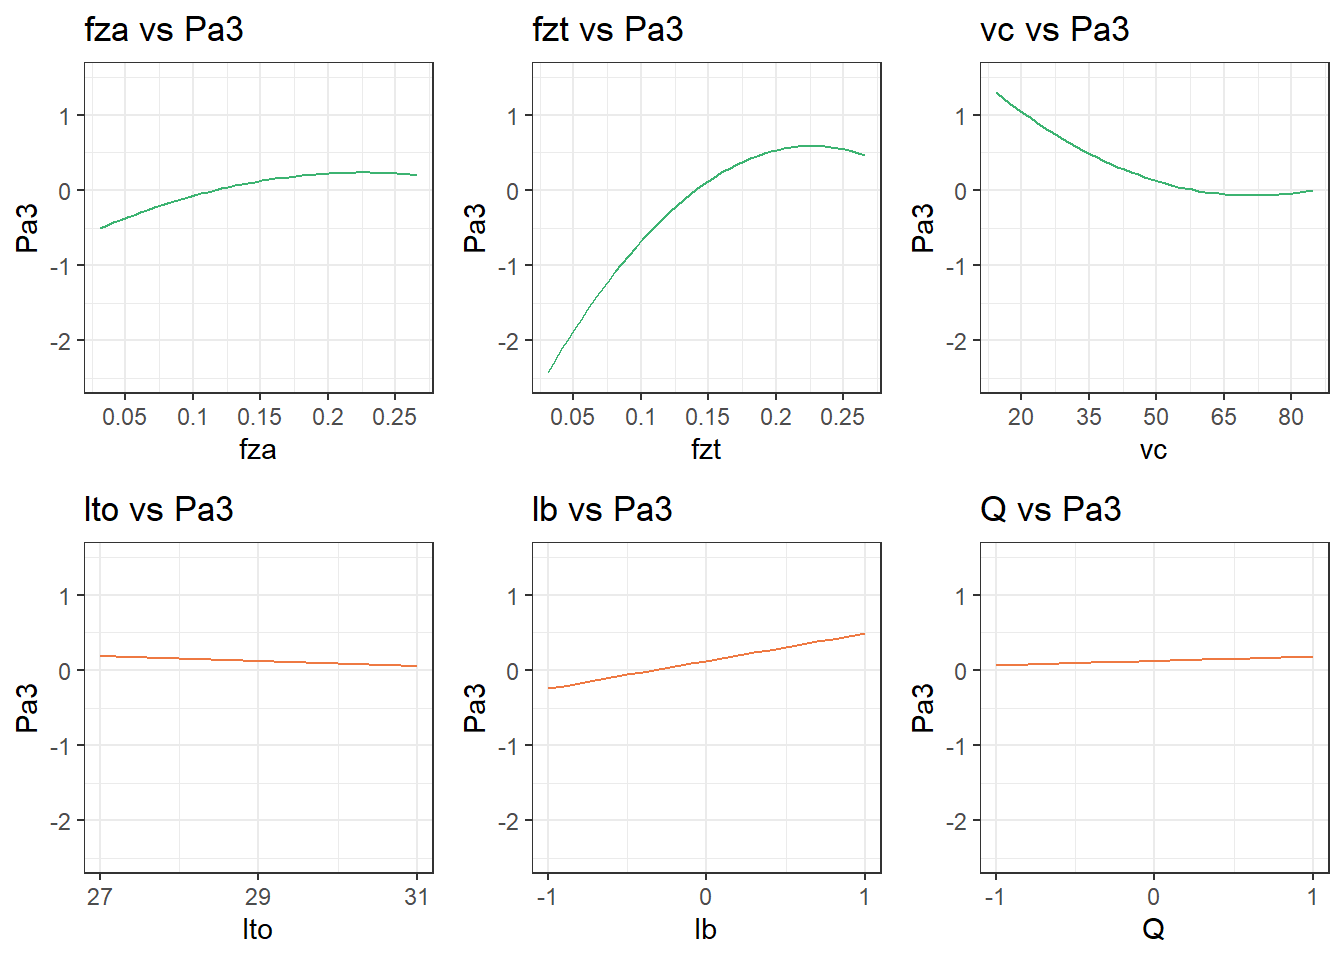 fza vs Pa3
fzt vs Pa3
vc vs Pa3
Pa3
1
0
-1
-2
0.05 0.1 0.15 0.2 0.25
fza
Pa3
1
0
-1
-2
0.05 0.1 0.15 0.2 0.25
fzt
Pa3
1
0
-1
-2
20 35 50 65 80
vc
lto vs Pa3
lb vs Pa3
Q vs Pa3
Pa3
1
0
-1
-2
27 29 31
lto
Pa3
1
0
-1
-2
-1 0 1
lb
Pa3
1
0
-1
-2
-1 0 1
Q